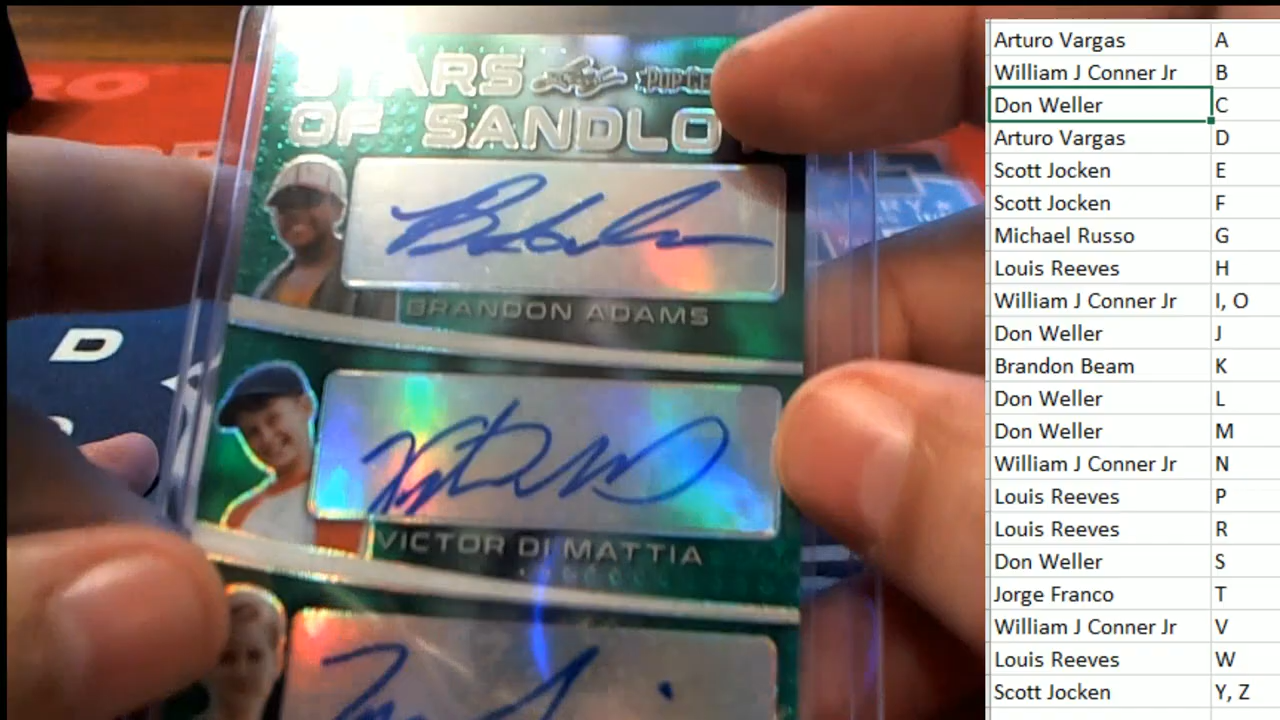 STARS
OF SANDLO
BRANDON ADAMS
VICTOR DI MATTIA
D
Arturo Vargas A
William J Conner Jr B
Don Weller C
Arturo Vargas D
Scott Jocken E
Scott Jocken F
Michael Russo G
Louis Reeves H
William J Conner Jr I, O
Don Weller J
Brandon Beam K
Don Weller L
Don Weller M
William J Conner Jr N
Louis Reeves P
Louis Reeves R
Don Weller S
Jorge Franco T
William J Conner Jr V
Louis Reeves W
Scott Jocken Y, Z